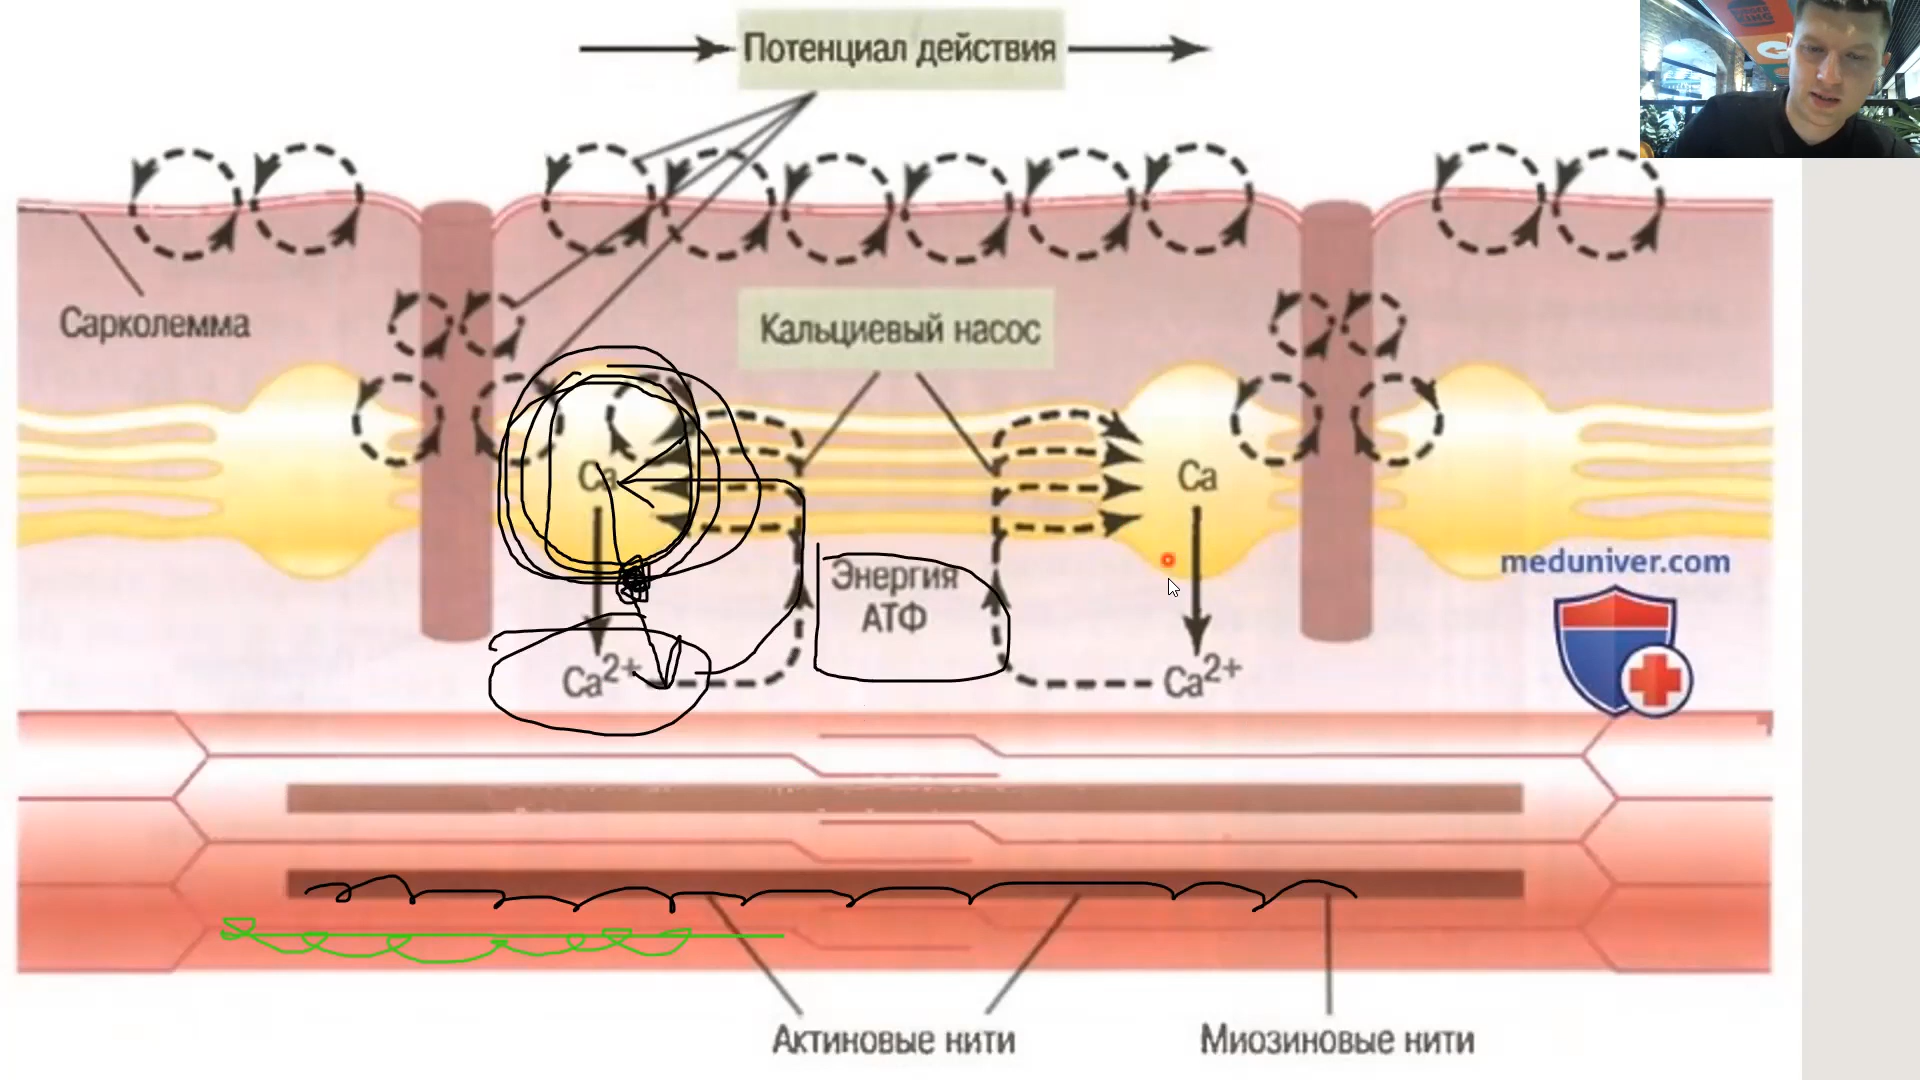 Потенциал действия
Сарколемма
Кальциевый насос
Ca
Ca
Энергия
АТФ
meduniver.com
Ca2+
Ca2+
Актиновые нити
Миозиновые нити